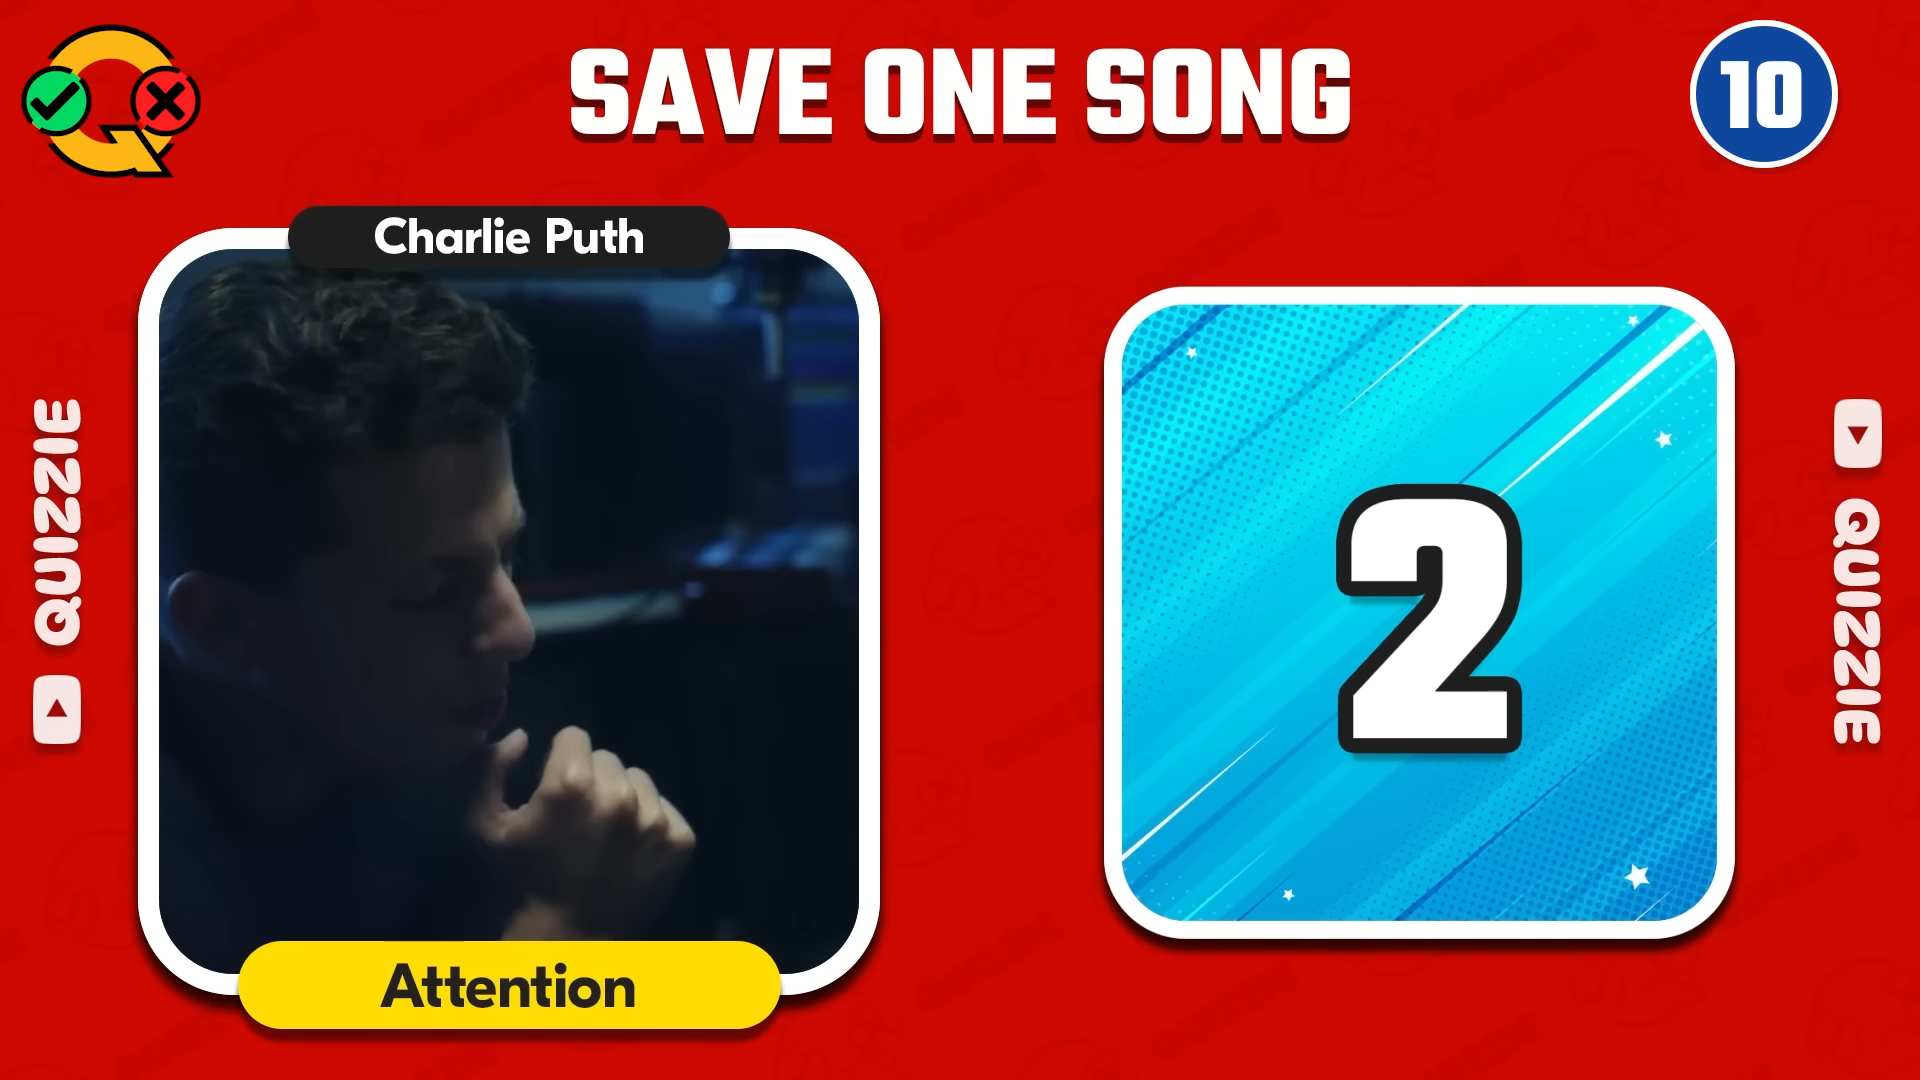 SAVE ONE SONG
10
Charlie Puth
Attention
2
QUIZZIE
QUIZZIE